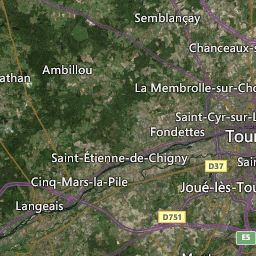 Semblançay
Chanceaux-s
Ambillou
athan
La Membrolle-sur-Cho
Saint-Cyr-sur-L
Fondettes
Tour
Saint-Étienne-de-Chigny
D37
Sain
Cinq-Mars-la-Pile
Joué-lès-Tou
Langeais
D751
E5